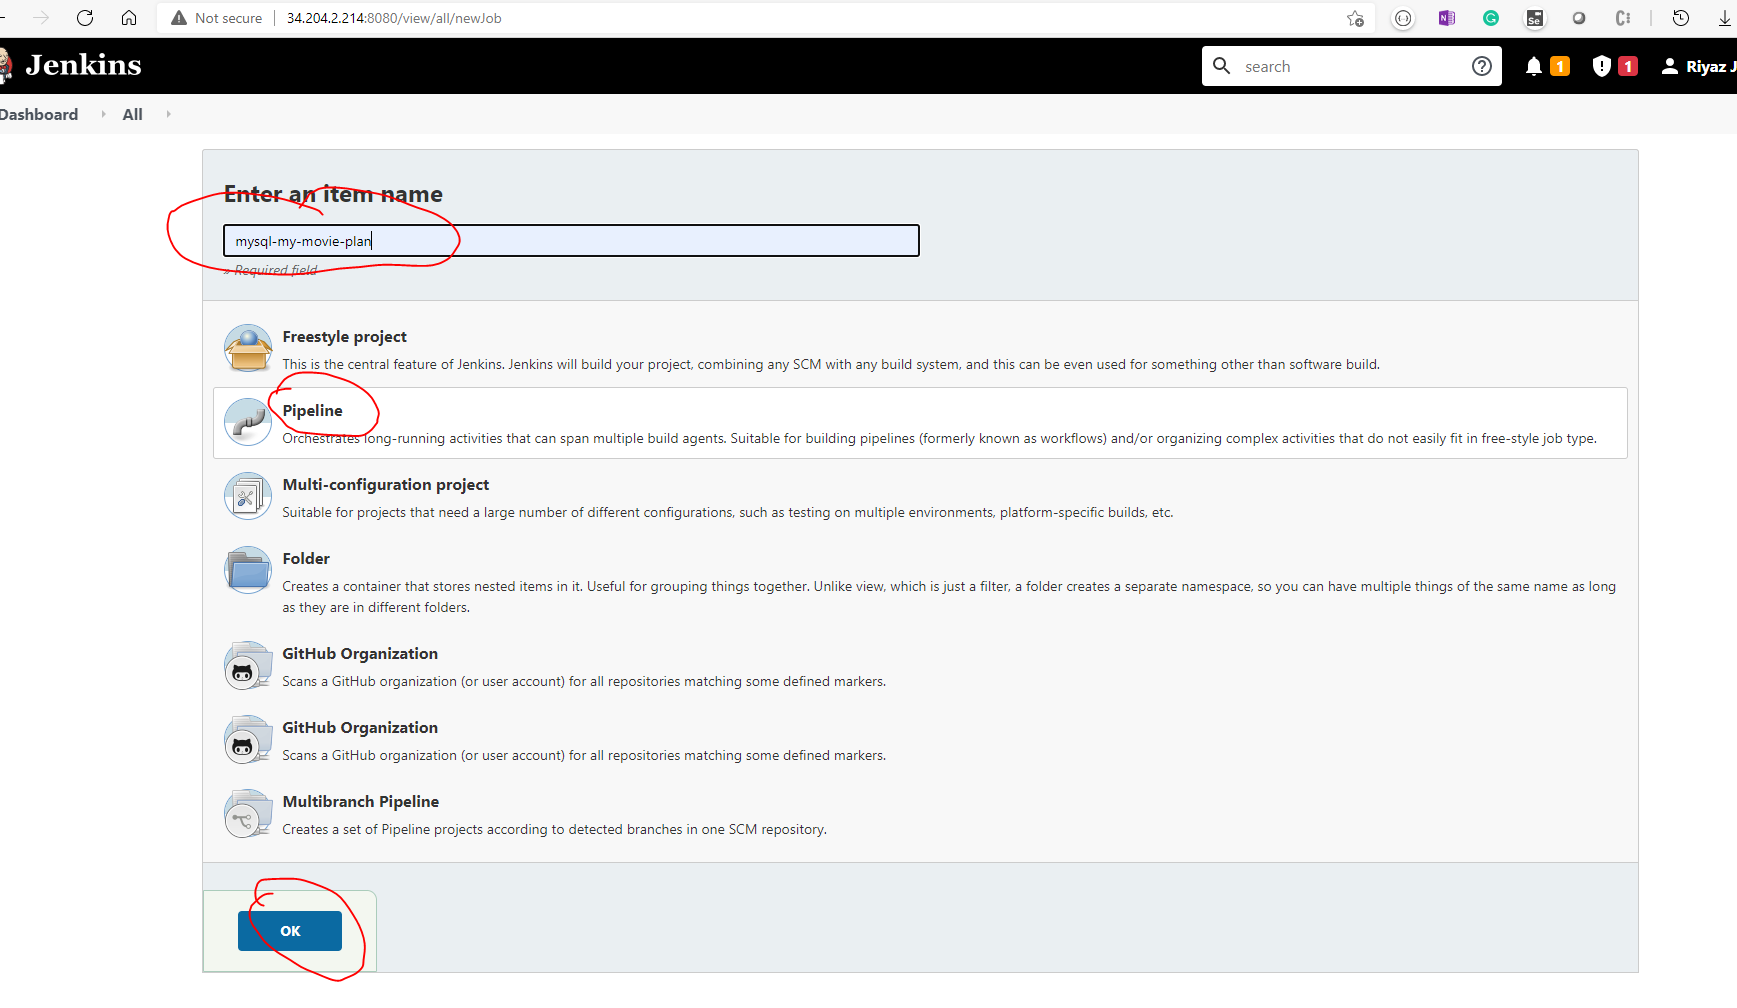 Not secure
34.204.2.214:8080/view/all/newJob
Se
Jenkins
search
1
1
Riyaz J
Dashboard
All
Enter an item name
mysql-my-movie-plan
» Required field
Freestyle project
This is the central feature of Jenkins. Jenkins will build your project, combining any SCM with any build system, and this can be even used for something other than software build.
Pipeline
Orchestrates long-running activities that can span multiple build agents. Suitable for building pipelines (formerly known as workflows) and/or organizing complex activities that do not easily fit in free-style job type.
Multi-configuration project
Suitable for projects that need a large number of different configurations, such as testing on multiple environments, platform-specific builds, etc.
Folder
Creates a container that stores nested items in it. Useful for grouping things together. Unlike view, which is just a filter, a folder creates a separate namespace, so you can have multiple things of the same name as long
as they are in different folders.
GitHub Organization
Scans a GitHub organization (or user account) for all repositories matching some defined markers.
GitHub Organization
Scans a GitHub organization (or user account) for all repositories matching some defined markers.
Multibranch Pipeline
Creates a set of Pipeline projects according to detected branches in one SCM repository.
OK